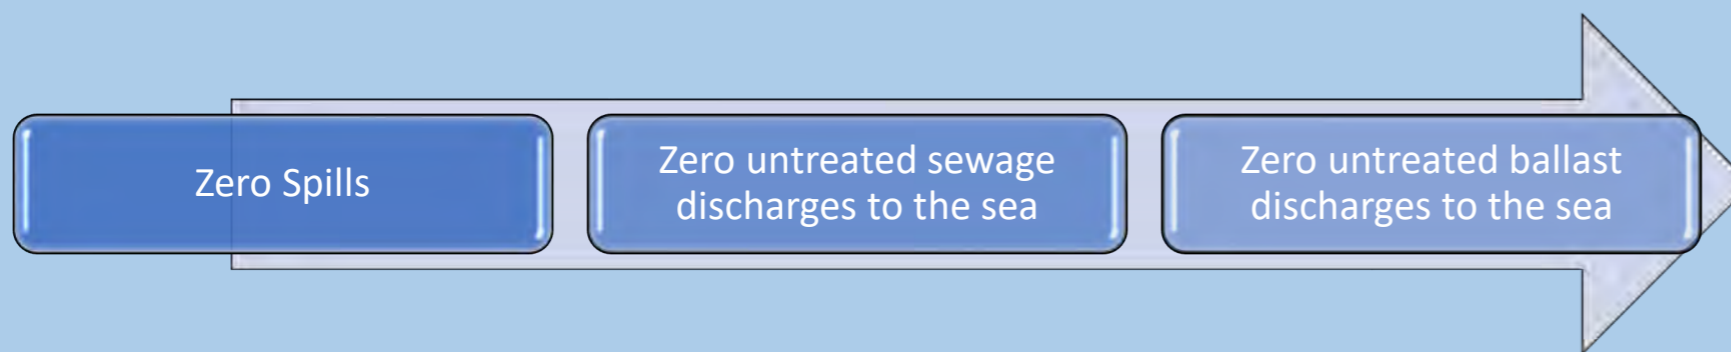 Zero Spills
Zero untreated sewage
discharges to the sea
Zero untreated ballast
discharges to the sea